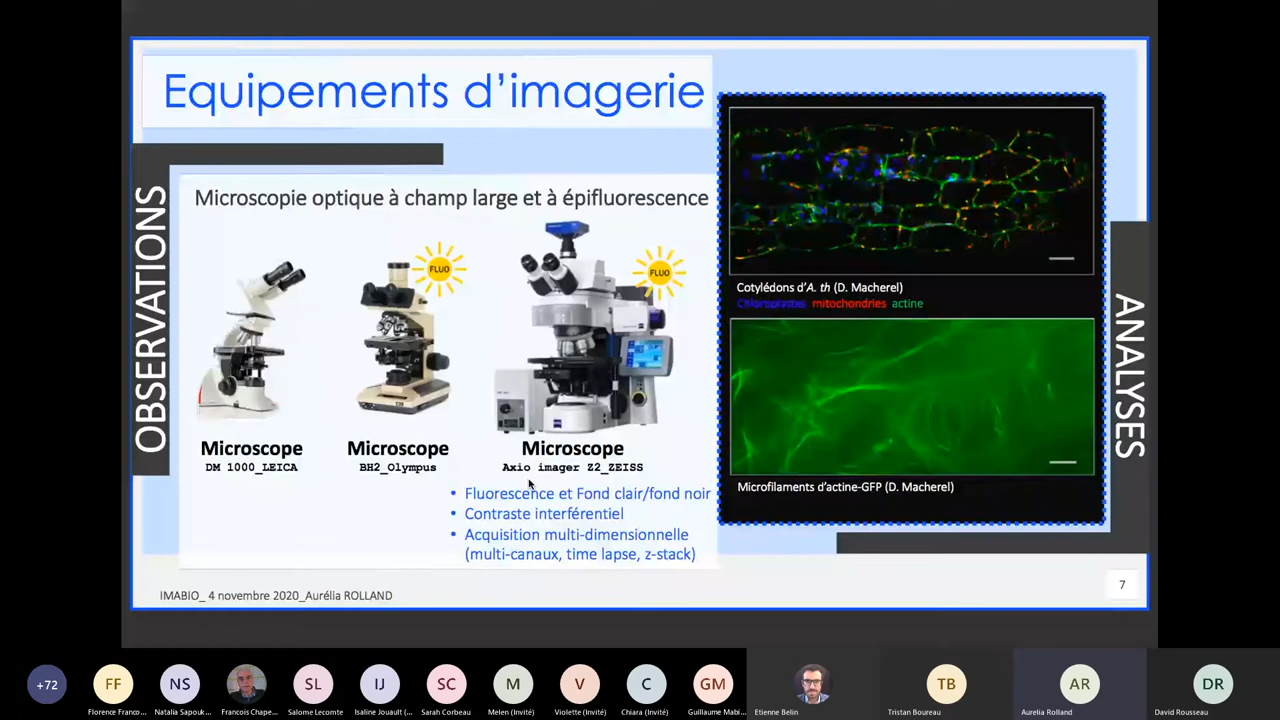 Equipements d'imagerie
OBSERVATIONS
Microscopie optique à champ large et à épifluorescence
FLUO
FLUO
Microscope
DM 1000_LEICA
Microscope
BH2_Olympus
Microscope
Axio imager Z2_ZEISS
• Fluorescence et Fond clair/fond noir
• Contraste interférentiel
• Acquisition multi-dimensionnelle
(multi-canaux, time lapse, z-stack)
Cotylédons d'A. th (D. Macherel)
Chloroplastes mitochondries actine
Microfilaments d'actine-GFP (D. Macherel)
ANALYSES
IMABIO_ 4 novembre 2020_Aurélia ROLLAND
7
+72
FF
NS
SL
IJ
SC
M
V
C
GM
TB
AR
DR
Florence Franco...
Natalia Sapouk...
Francois Chape...
Salome Lecomte
Isaline Jouault (...
Sarah Corbeau
Melen (Invité)
Violette (Invité)
Chiara (Invité)
Guillaume Mabi...
Etienne Belin
Tristan Boureau
Aurelia Rolland
David Rousseau